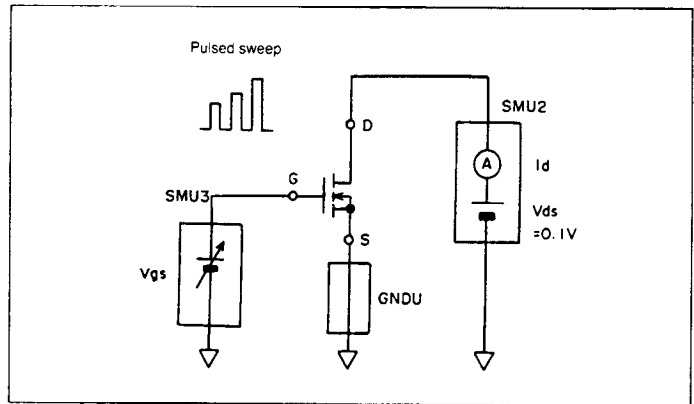 Pulsed sweep
SMU2
D
A
Id
G
SMU3
Vds
=0.1V
S
Vgs
GNDU